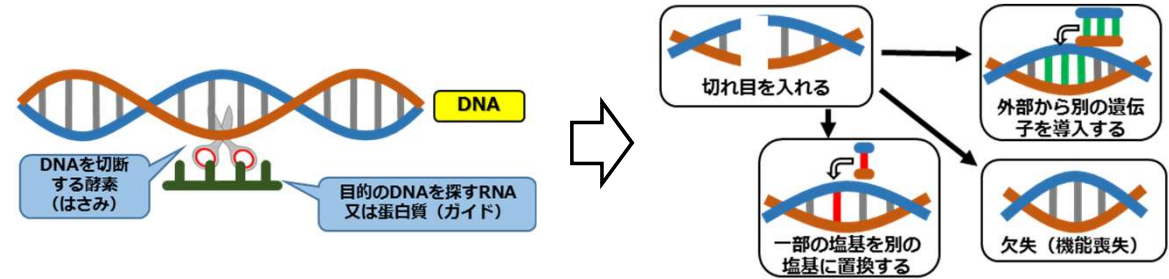 DNA
DNAを切断
する酵素
（はさみ）
目的のDNAを探すRNA
又は蛋白質（ガイド）
切れ目を入れる
外部から別の遺伝
子を導入する
一部の塩基を別の
塩基に置換する
欠失（機能喪失）